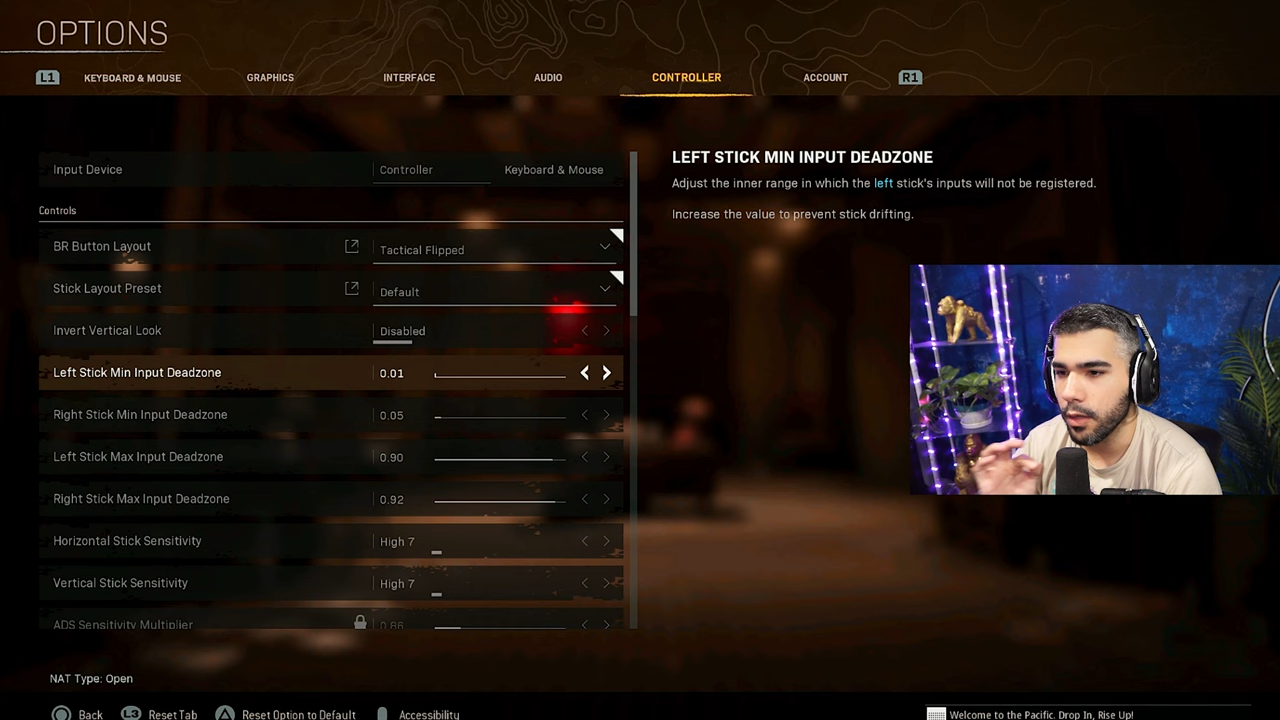 OPTIONS
L1 KEYBOARD & MOUSE GRAPHICS INTERFACE AUDIO CONTROLLER ACCOUNT R1
Input Device Controller Keyboard & Mouse
Controls
BR Button Layout Tactical Flipped
Stick Layout Preset Default
Invert Vertical Look Disabled
Left Stick Min Input Deadzone 0.01
Right Stick Min Input Deadzone 0.05
Left Stick Max Input Deadzone 0.90
Right Stick Max Input Deadzone 0.92
Horizontal Stick Sensitivity High 7
Vertical Stick Sensitivity High 7
ADS Sensitivity Multiplier 0.86
LEFT STICK MIN INPUT DEADZONE
Adjust the inner range in which the left stick's inputs will not be registered.
Increase the value to prevent stick drifting.
NAT Type: Open
Back L3 Reset Tab Reset Option to Default Accessibility
Welcome to the Pacific. Drop In, Rise Up!